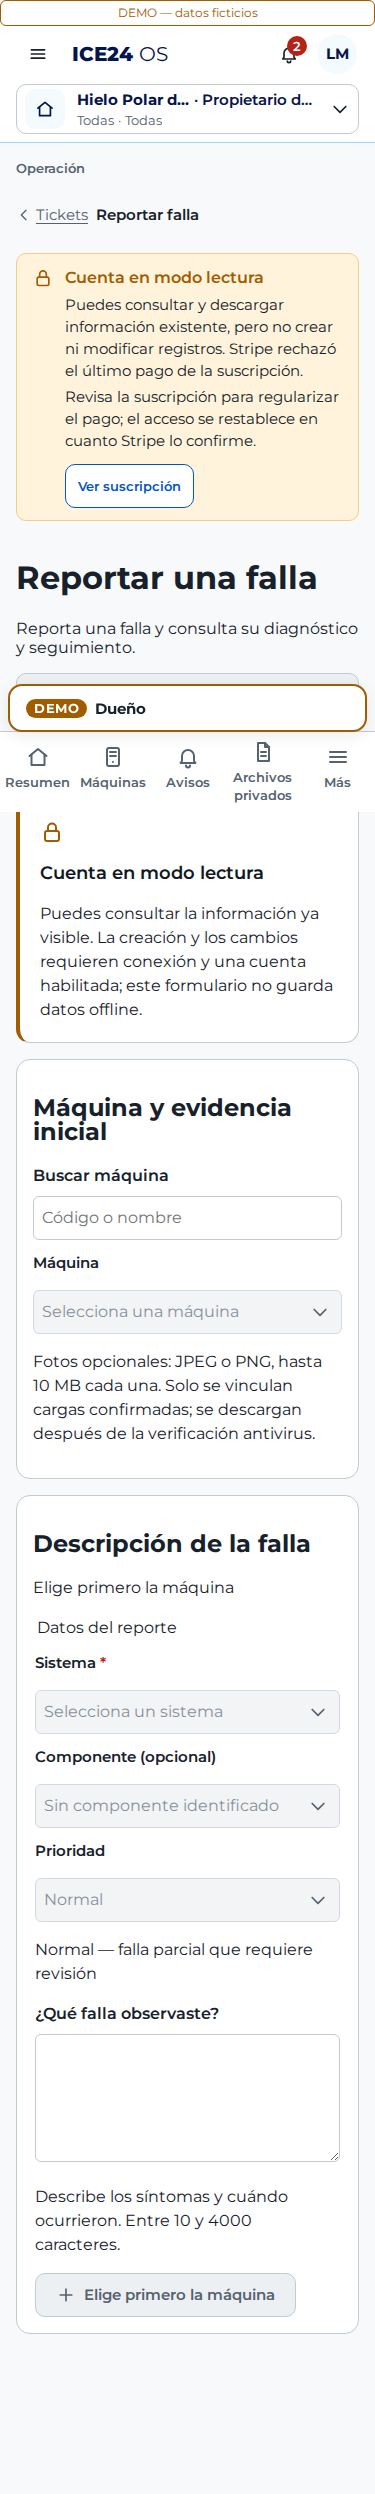 DEMO — datos ficticios
ICE24 OS
2
LM
Hielo Polar d... · Propietario d...
Todas · Todas
Operación
Tickets Reportar falla
Cuenta en modo lectura
Puedes consultar y descargar
información existente, pero no crear
ni modificar registros. Stripe rechazó
el último pago de la suscripción.
Revisa la suscripción para regularizar
el pago; el acceso se restablece en
cuanto Stripe lo confirme.
Ver suscripción
Reportar una falla
Reporta una falla y consulta su diagnóstico
y seguimiento.
DEMO Dueño
Resumen
Máquinas
Avisos
Archivos
privados
Más
Cuenta en modo lectura
Puedes consultar la información ya
visible. La creación y los cambios
requieren conexión y una cuenta
habilitada; este formulario no guarda
datos offline.
Máquina y evidencia
inicial
Buscar máquina
Código o nombre
Máquina
Selecciona una máquina
Fotos opcionales: JPEG o PNG, hasta
10 MB cada una. Solo se vinculan
cargas confirmadas; se descargan
después de la verificación antivirus.
Descripción de la falla
Elige primero la máquina
Datos del reporte
Sistema *
Selecciona un sistema
Componente (opcional)
Sin componente identificado
Prioridad
Normal
Normal — falla parcial que requiere
revisión
¿Qué falla observaste?
Describe los síntomas y cuándo
ocurrieron. Entre 10 y 4000
caracteres.
Elige primero la máquina